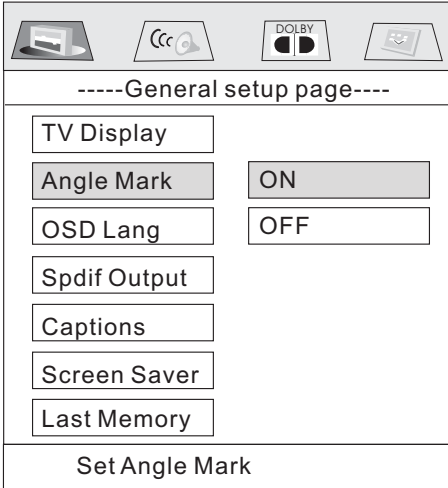 DOLBY
-----General setup page----
TV Display
Angle Mark
ON
OSD Lang
OFF
Spdif Output
Captions
Screen Saver
Last Memory
Set Angle Mark